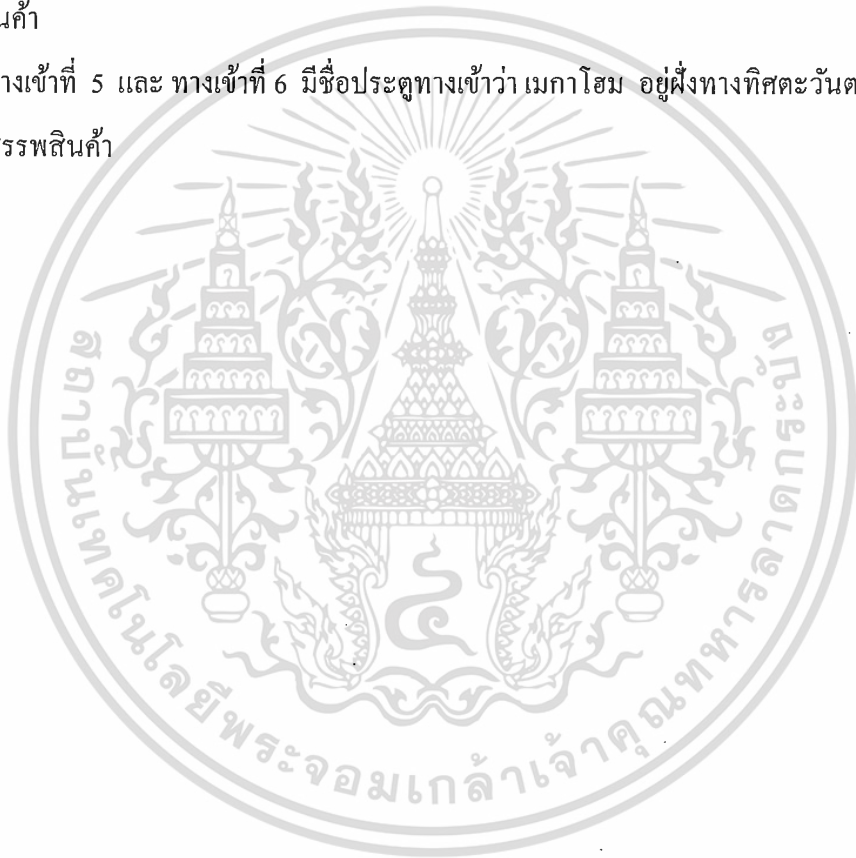 นค้า
างเข้าที่ 5 และ ทางเข้าที่ 6 มีชื่อประตูทางเข้าว่า เมกาโฮม อยู่ฝั่งทางทิศตะวันต
สรรพสินค้า
สถาบันเทคโนโลยีพระจอมเกล้าเจ้าคุณทหารลาดกระบัง